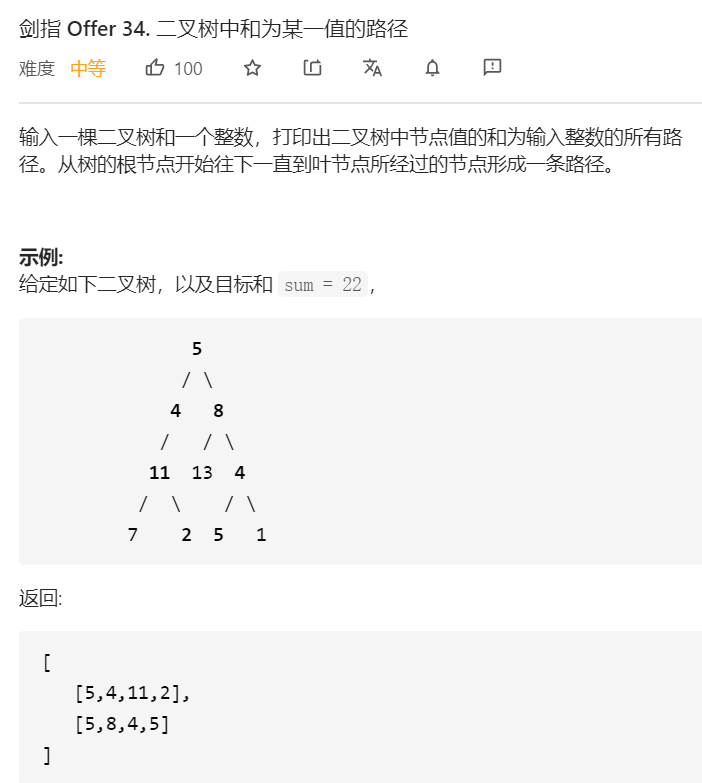 剑指 Offer 34. 二叉树中和为某一值的路径
难度 中等 100
输入一棵二叉树和一个整数，打印出二叉树中节点值的和为输入整数的所有路
径。从树的根节点开始往下一直到叶节点所经过的节点形成一条路径。
示例:
给定如下二叉树，以及目标和 sum = 22，
5
/ \
4 8
/ / \
11 13 4
/ \ / \
7 2 5 1
返回:
[
[5,4,11,2],
[5,8,4,5]
]